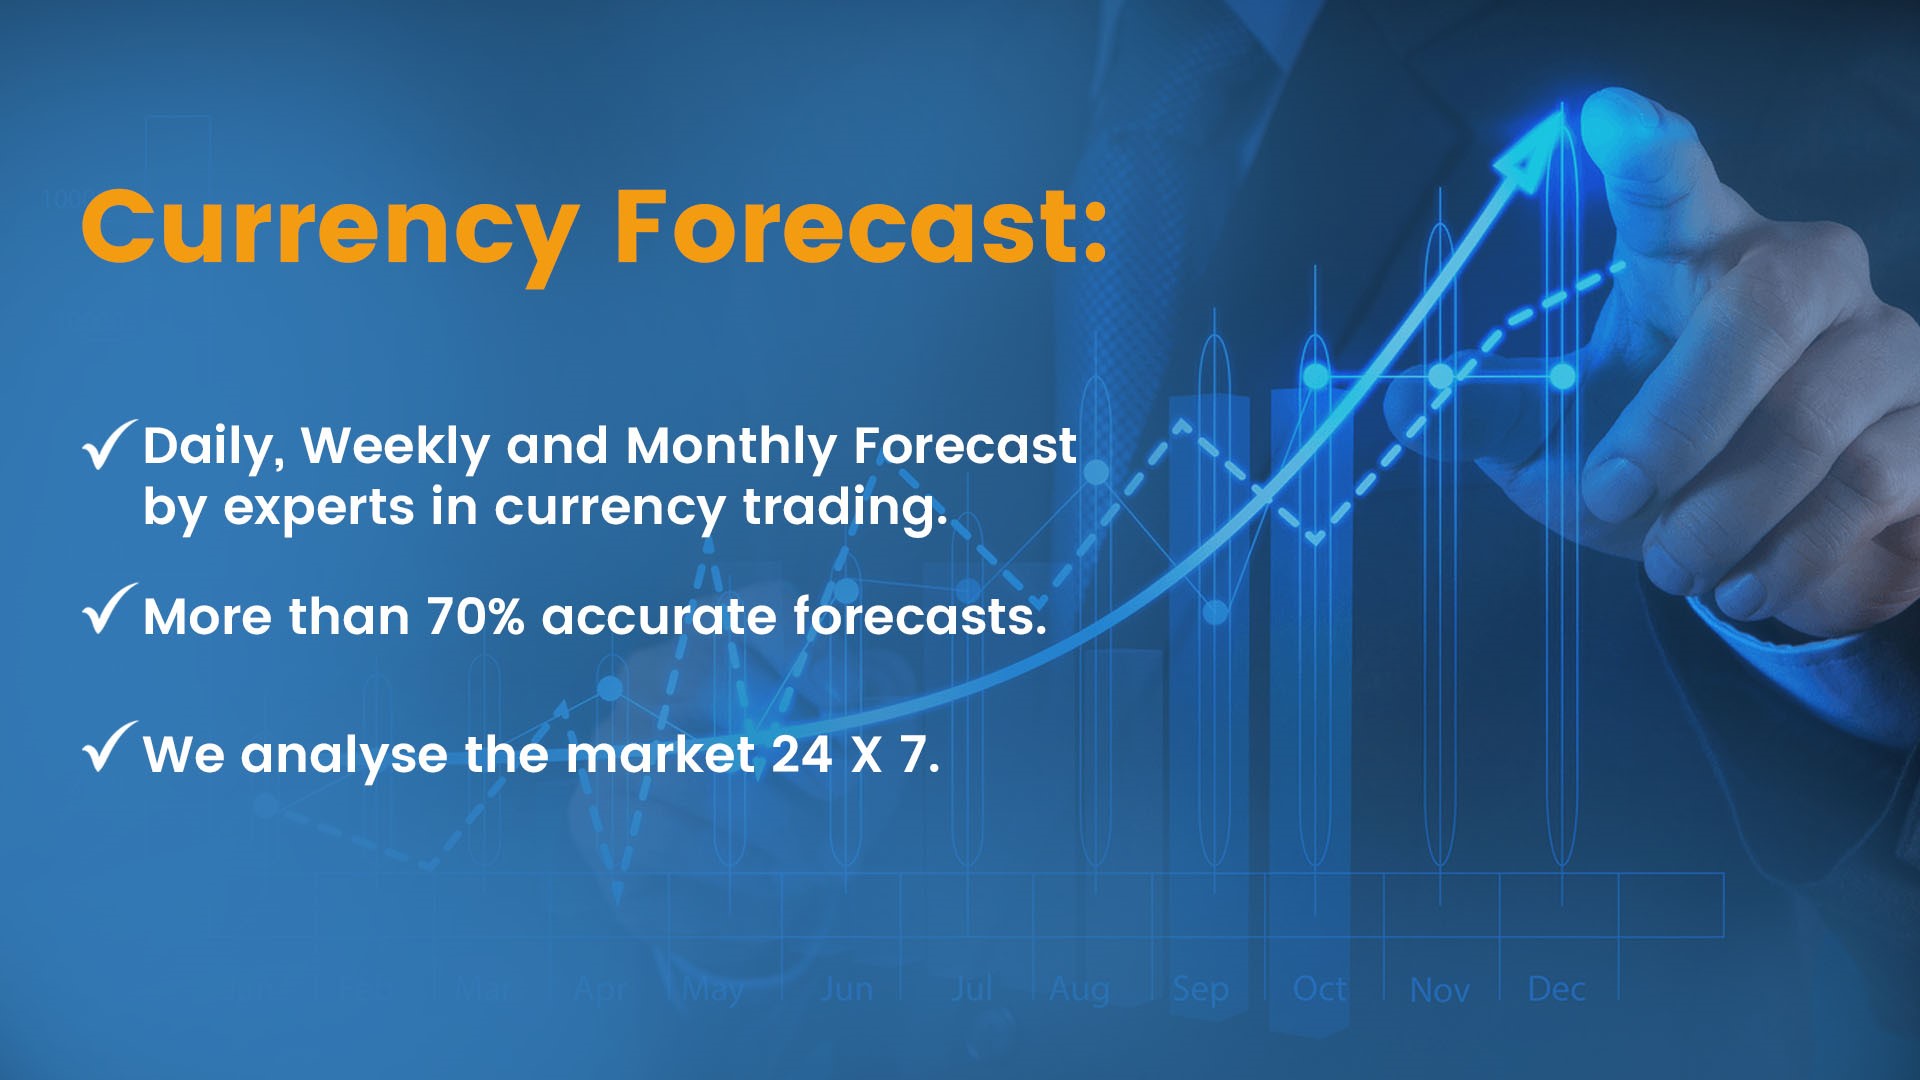 Currency Forecast:
Daily, Weekly and Monthly Forecast
by experts in currency trading.
More than 70% accurate forecasts.
We analyse the market 24 X 7.
Jan Feb Mar Apr May Jun Jul Aug Sep Oct Nov Dec